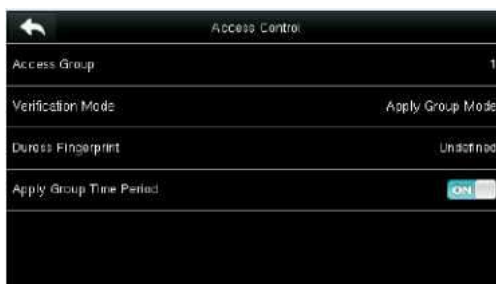 Access Control
Access Group 1
Verification Mode Apply Group Mode
Duress Fingerprint Undefined
Apply Group Time Period ON